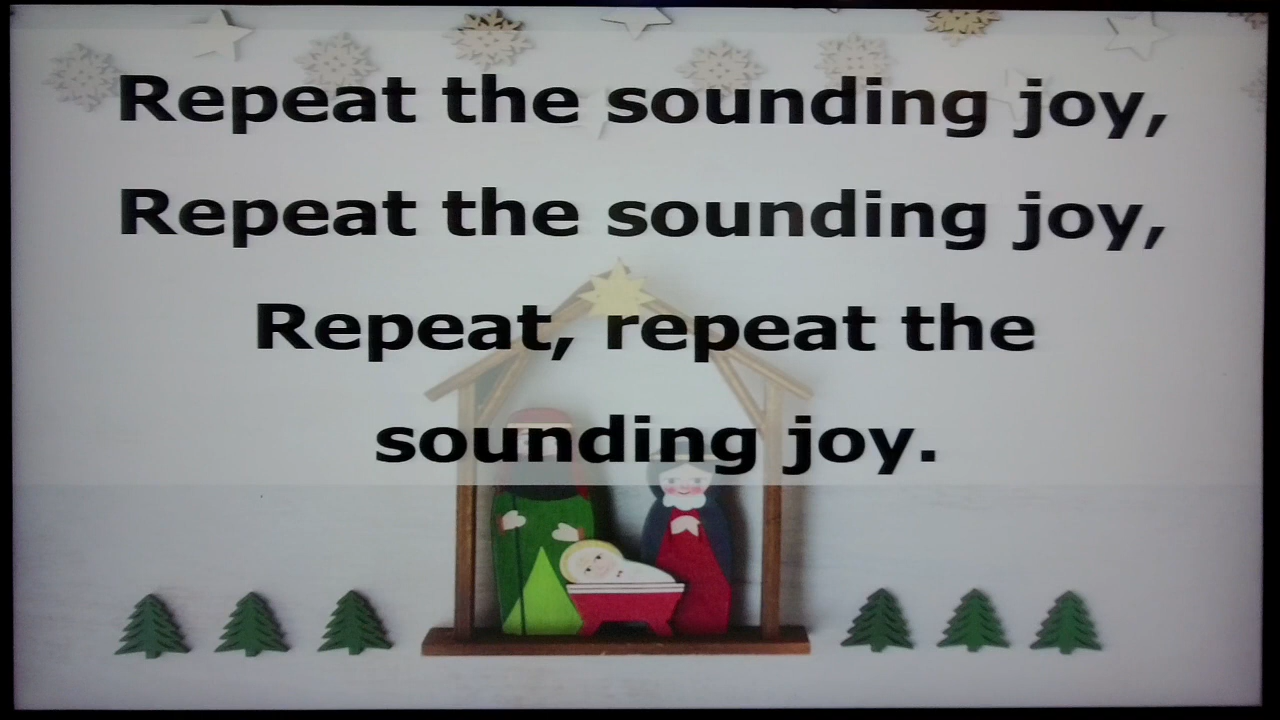 Repeat the sounding joy,
Repeat the sounding joy,
Repeat, repeat the
sounding joy.